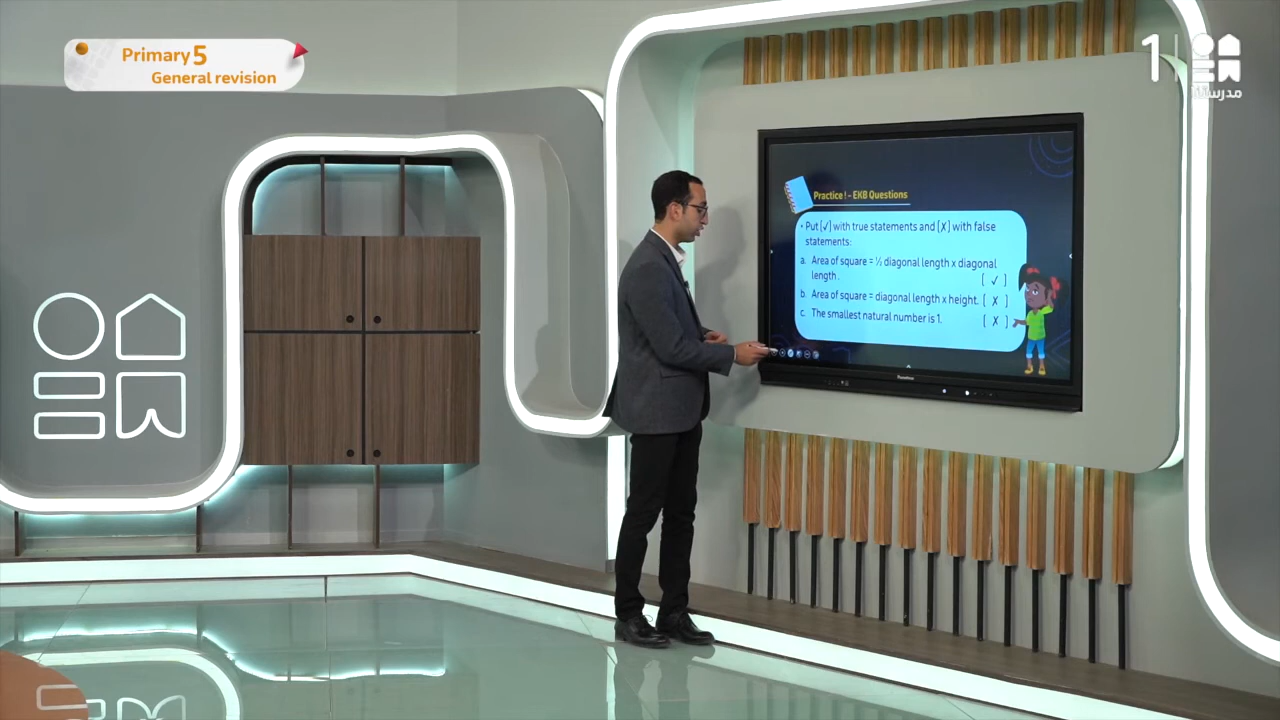 Primary 5
General revision
1
مدرستنا
Practice! - EKB Questions
• Put [✓] with true statements and [X] with false
statements:
a. Area of square = ½ diagonal length x diagonal
length. [ ✓ ]
b. Area of square = diagonal length x height. [ X ]
c. The smallest natural number is 1. [ X ]